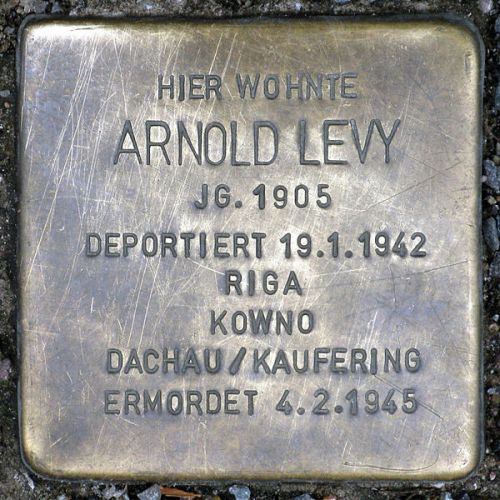 HIER WOHNTE
ARNOLD LEVY
JG. 1905
DEPORTIERT 19.1.1942
RIGA
KOWNO
DACHAU/KAUFERING
ERMORDET 4.2.1945